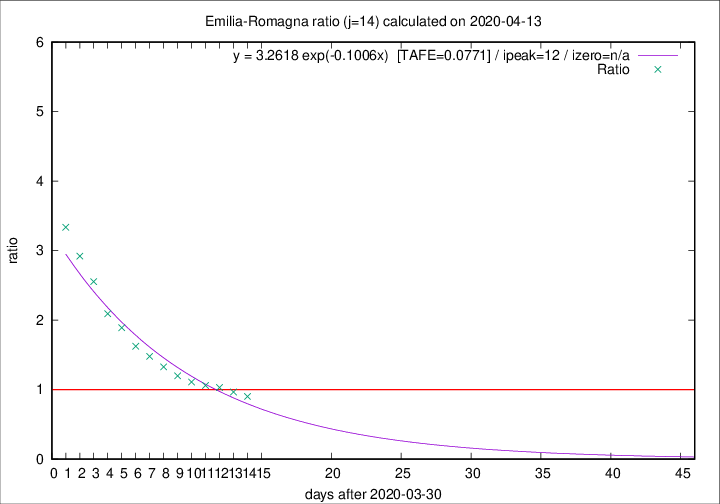 Emilia-Romagna ratio (j=14) calculated on 2020-04-13
y = 3.2618 exp(-0.1006x) [TAFE=0.0771] / ipeak=12 / izero=n/a
Ratio
6
5
4
3
2
1
0
ratio
0 1 2 3 4 5 6 7 8 9 10 11 12 13 14 15 20 25 30 35 40 45
days after 2020-03-30